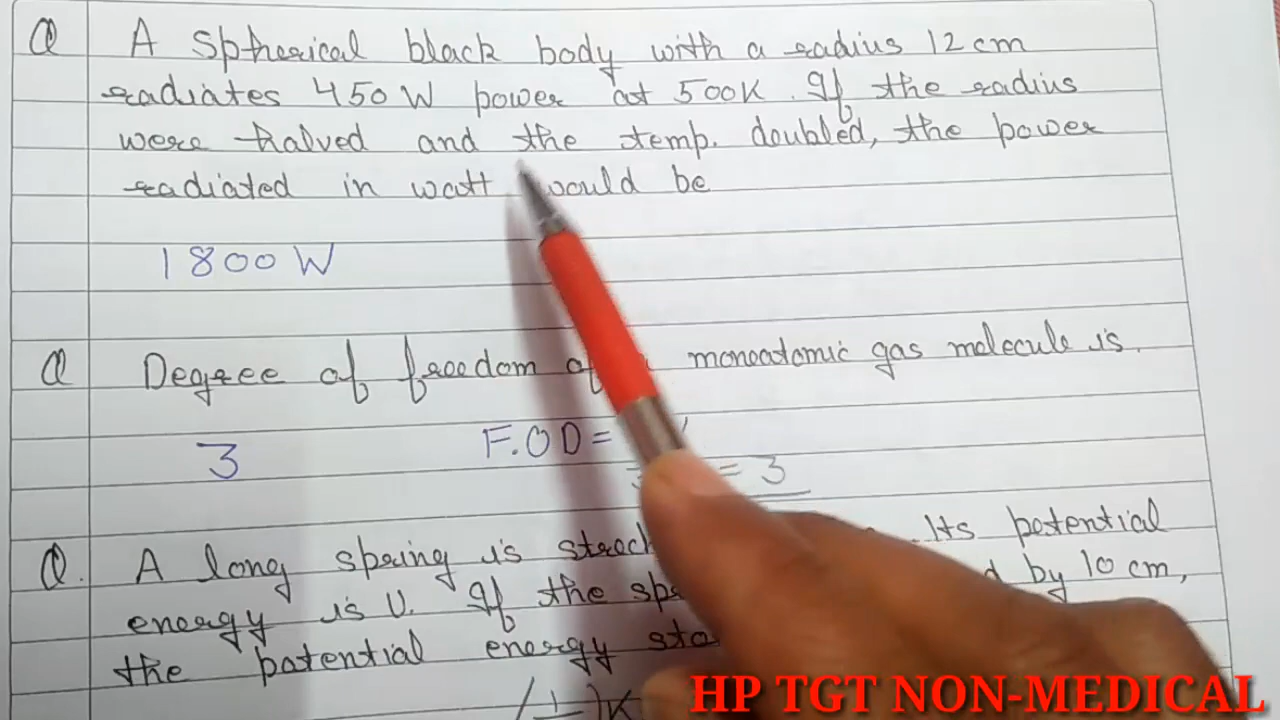 Q A Spherical black body with a radius 12 cm
radiates 450 W power at 500K. If the radius
were halved and the temp. doubled, the power
radiated in watt would be
1800 W
Q Degree of freedom of monoatomic gas molecule is.
3 F.O.D =
= 3
Q. A long spring is Its potential
energy is U. If the by 10 cm,
the potential energy
HP TGT NON-MEDICAL